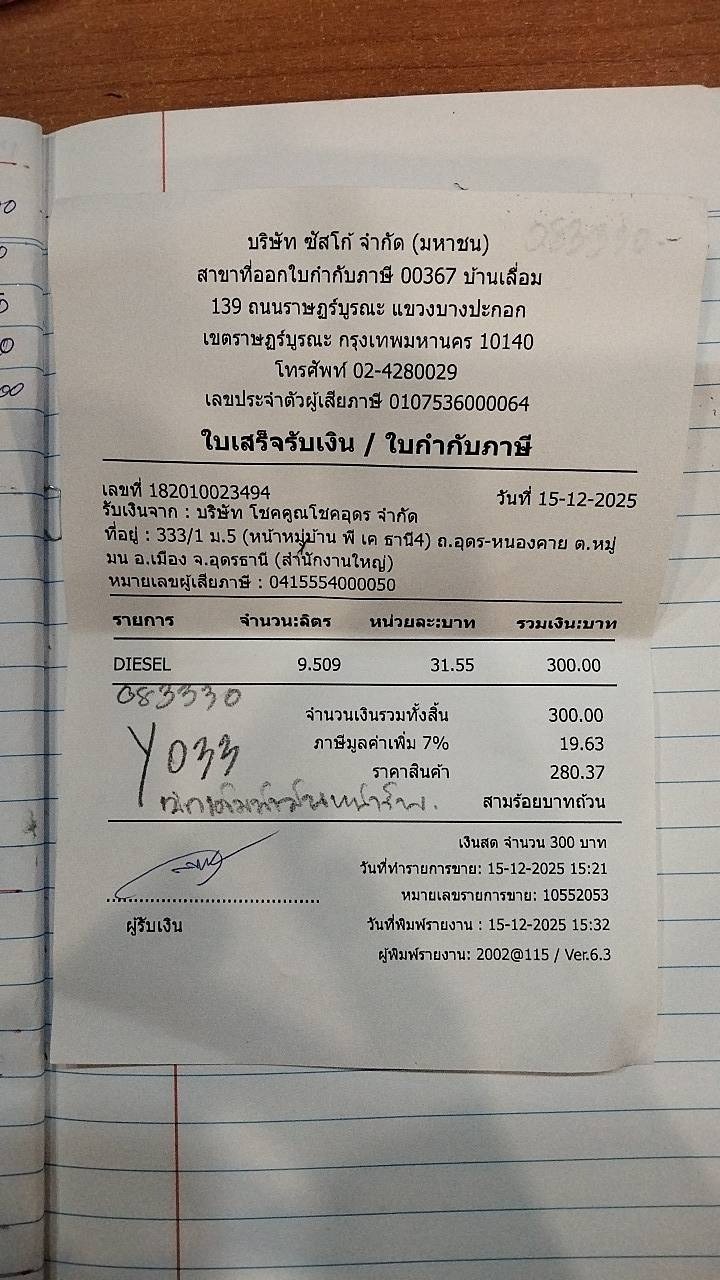 บริษัท ซัสโก้ จำกัด (มหาชน)
สาขาที่ออกใบกำกับภาษี 00367 บ้านเลื่อม
139 ถนนราษฎร์บูรณะ แขวงบางปะกอก
เขตราษฎร์บูรณะ กรุงเทพมหานคร 10140
โทรศัพท์ 02-4280029
เลขประจำตัวผู้เสียภาษี 0107536000064
ใบเสร็จรับเงิน / ใบกำกับภาษี
เลขที่ 182010023494 วันที่ 15-12-2025
รับเงินจาก : บริษัท โชคคูณโชคอุดร จำกัด
ที่อยู่ : 333/1 ม.5 (หน้าหมู่บ้าน พี เค ธานี4) ถ.อุดร-หนองคาย ต.หมู่
มน อ.เมือง จ.อุดรธานี (สำนักงานใหญ่)
หมายเลขผู้เสียภาษี : 0415554000050
รายการ จำนวน:ลิตร หน่วยละ:บาท รวมเงิน:บาท
DIESEL 9.509 31.55 300.00
083330
จำนวนเงินรวมทั้งสิ้น 300.00
Y033
ภาษีมูลค่าเพิ่ม 7% 19.63
ราคาสินค้า 280.37
สามร้อยบาทถ้วน
เงินสด จำนวน 300 บาท
วันที่ทำรายการขาย: 15-12-2025 15:21
หมายเลขรายการขาย: 10552053
ผู้รับเงิน วันที่พิมพ์รายงาน : 15-12-2025 15:32
ผู้พิมพ์รายงาน: 2002@115 / Ver.6.3